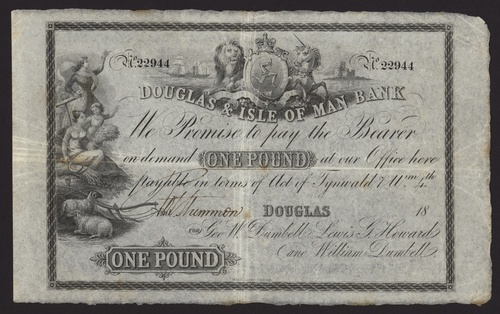 No. 22944 No. 22944
DOUGLAS & ISLE OF MAN BANK
We Promise to pay the Bearer
on demand ONE POUND at our Office here
payable in terms of Act of Tynwald 7. Wm. 4th
DOUGLAS 18
FOR Geo. W. Dumbell, Lewis G. Howard
ONE POUND And William Dumbell.